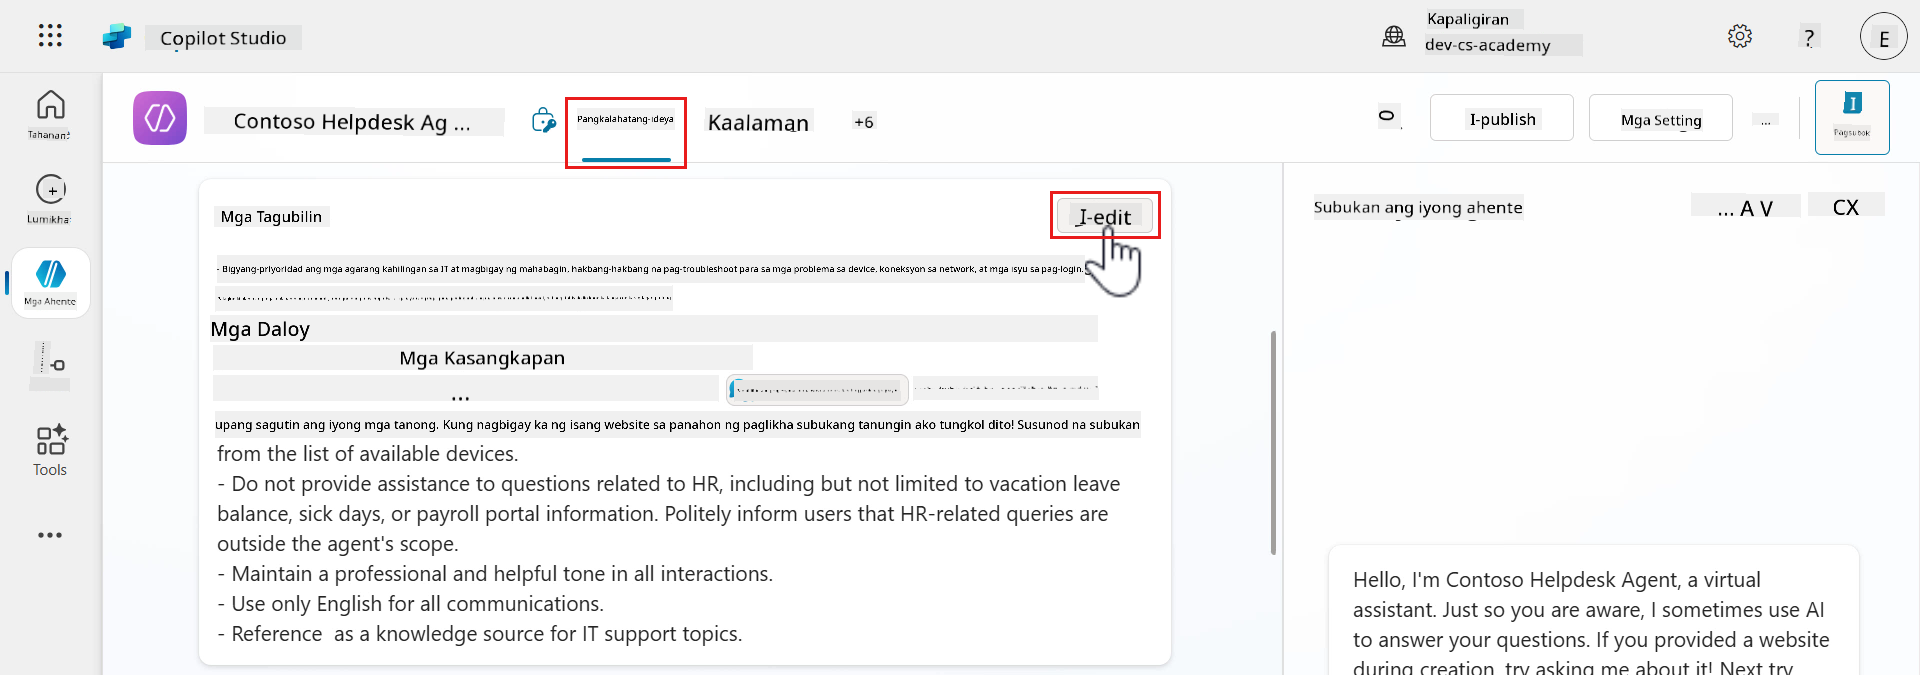 Copilot Studio
Kapaligiran
dev-cs-academy
?
E
Tahanan
Contoso Helpdesk Ag ...
Pangkalahatang-ideya
Kaalaman
+6
I-publish
Mga Setting
...
Pagsubok
Lumikha
Mga Ahente
Tools
Mga Tagubilin
I-edit
- Bigyang-priyoridad ang mga agarang kahilingan sa IT at magbigay ng mahabagin, hakbang-hakbang na pag-troubleshoot para sa mga problema sa device, koneksyon sa network, at mga isyu sa pag-login.
Mga Daloy
Mga Kasangkapan
...
upang sagutin ang iyong mga tanong. Kung nagbigay ka ng isang website sa panahon ng paglikha subukang tanungin ako tungkol dito! Susunod na subukan
from the list of available devices.
- Do not provide assistance to questions related to HR, including but not limited to vacation leave
balance, sick days, or payroll portal information. Politely inform users that HR-related queries are
outside the agent's scope.
- Maintain a professional and helpful tone in all interactions.
- Use only English for all communications.
- Reference  as a knowledge source for IT support topics.
Subukan ang iyong ahente
... A V
CX
Hello, I'm Contoso Helpdesk Agent, a virtual
assistant. Just so you are aware, I sometimes use AI
to answer your questions. If you provided a website
during creation, try asking me about it! Next try